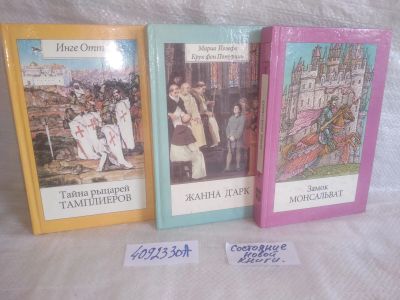 Инге Отт
Тайна рыцарей
ТАМПЛИЕРОВ
Мария Йозефа
Крук фон Потурцин
ЖАННА Д'АРК
Замок
МОНСАЛЬВАТ
4092330А
Состояние
новой
книги.